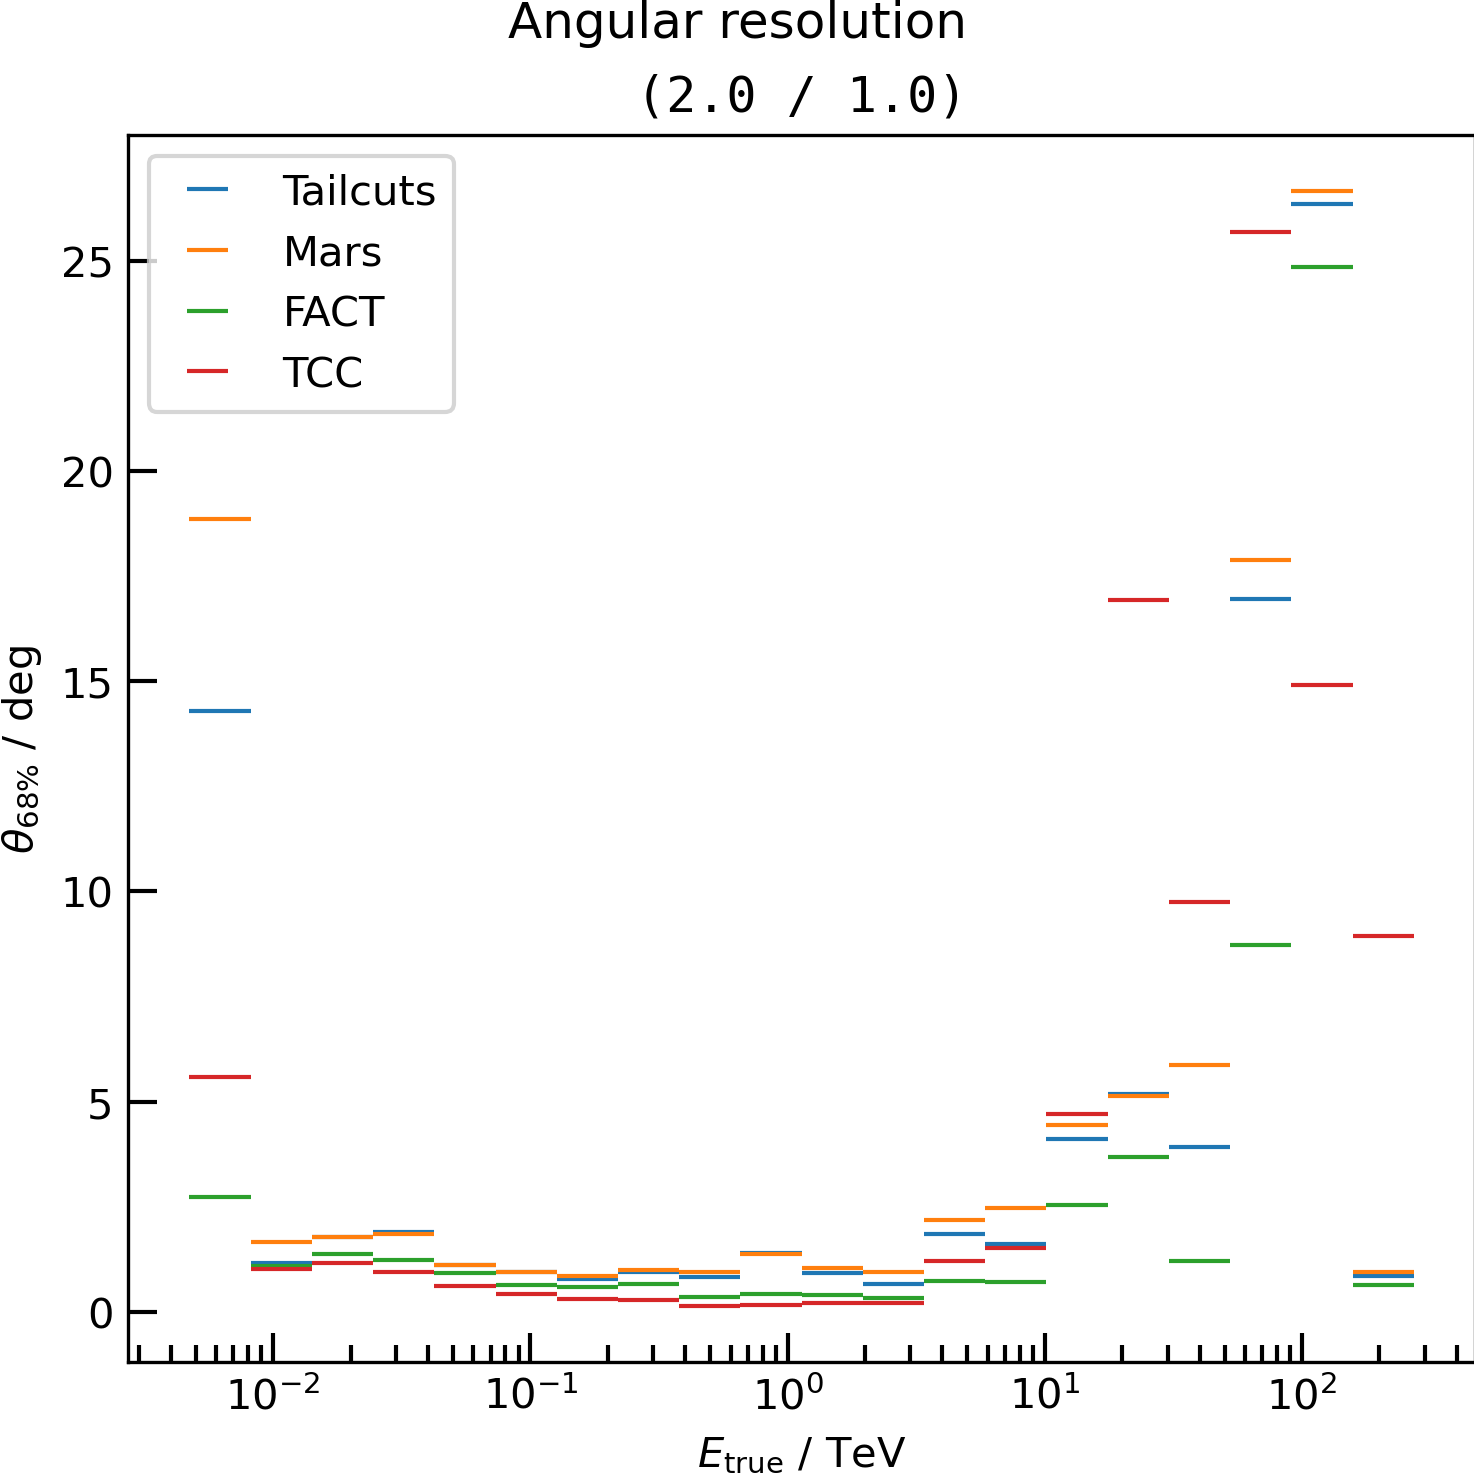 Angular resolution
(2.0 / 1.0)
Tailcuts
Mars
FACT
TCC
25
20
15
10
5
0
θ68% / deg
10⁻² 10⁻¹ 10⁰ 10¹ 10²
Etrue / TeV